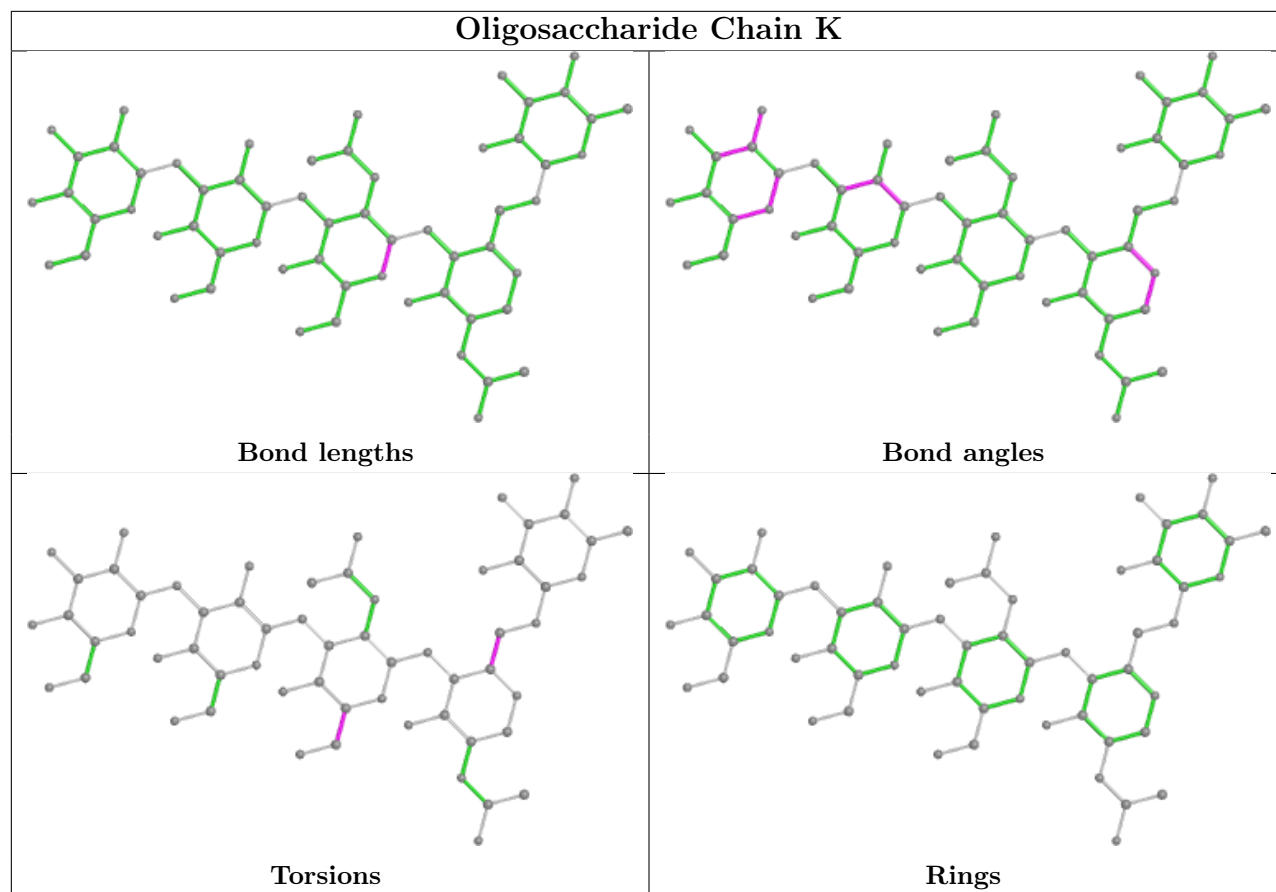 Oligosaccharide Chain K
Bond lengths
Bond angles
Torsions
Rings